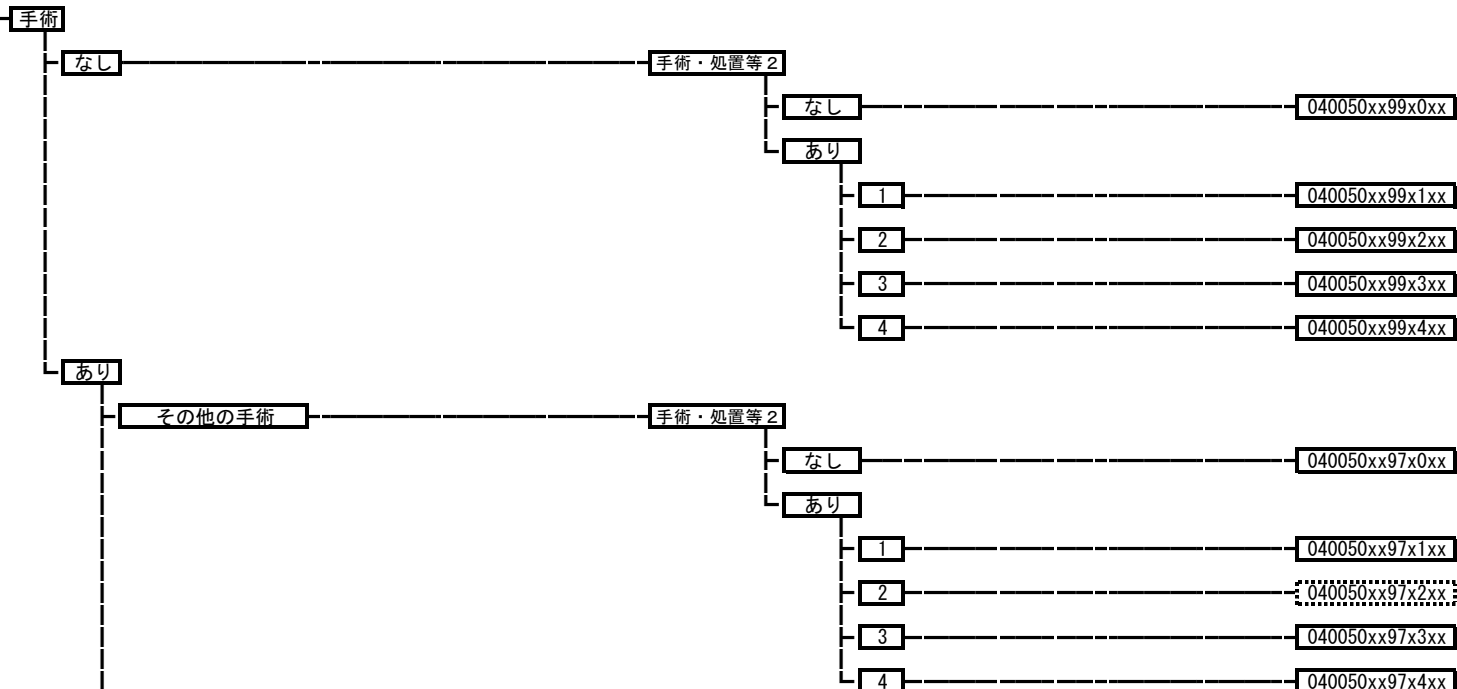 手術
なし 手術・処置等２
なし 040050xx99x0xx
あり
1 040050xx99x1xx
2 040050xx99x2xx
3 040050xx99x3xx
4 040050xx99x4xx
あり
その他の手術 手術・処置等２
なし 040050xx97x0xx
あり
1 040050xx97x1xx
2 040050xx97x2xx
3 040050xx97x3xx
4 040050xx97x4xx